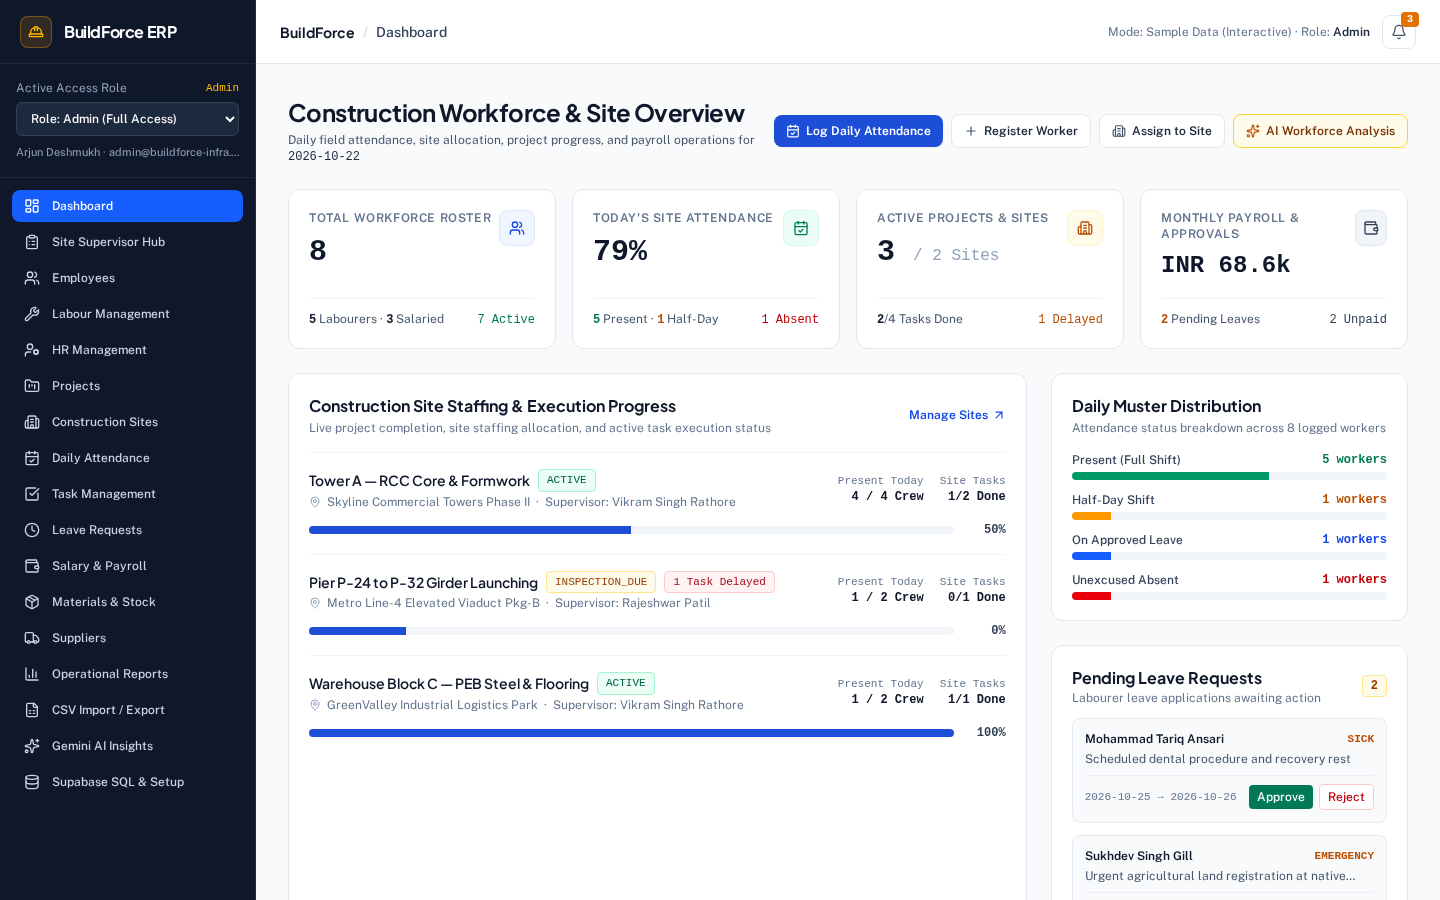 BuildForce ERP
Active Access Role Admin
Role: Admin (Full Access)
Arjun Deshmukh · admin@buildforce-infra....
Dashboard
Site Supervisor Hub
Employees
Labour Management
HR Management
Projects
Construction Sites
Daily Attendance
Task Management
Leave Requests
Salary & Payroll
Materials & Stock
Suppliers
Operational Reports
CSV Import / Export
Gemini AI Insights
Supabase SQL & Setup
BuildForce / Dashboard
Mode: Sample Data (Interactive) · Role: Admin
3
Construction Workforce & Site Overview
Daily field attendance, site allocation, project progress, and payroll operations for
2026-10-22
Log Daily Attendance
Register Worker
Assign to Site
AI Workforce Analysis
TOTAL WORKFORCE ROSTER
8
5 Labourers · 3 Salaried 7 Active
TODAY'S SITE ATTENDANCE
79%
5 Present · 1 Half-Day 1 Absent
ACTIVE PROJECTS & SITES
3 / 2 Sites
2/4 Tasks Done 1 Delayed
MONTHLY PAYROLL &
APPROVALS
INR 68.6k
2 Pending Leaves 2 Unpaid
Construction Site Staffing & Execution Progress
Live project completion, site staffing allocation, and active task execution status
Manage Sites
Tower A — RCC Core & Formwork ACTIVE
Skyline Commercial Towers Phase II · Supervisor: Vikram Singh Rathore
Present Today Site Tasks
4 / 4 Crew 1/2 Done
50%
Pier P-24 to P-32 Girder Launching INSPECTION_DUE 1 Task Delayed
Metro Line-4 Elevated Viaduct Pkg-B · Supervisor: Rajeshwar Patil
Present Today Site Tasks
1 / 2 Crew 0/1 Done
0%
Warehouse Block C — PEB Steel & Flooring ACTIVE
GreenValley Industrial Logistics Park · Supervisor: Vikram Singh Rathore
Present Today Site Tasks
1 / 2 Crew 1/1 Done
100%
Daily Muster Distribution
Attendance status breakdown across 8 logged workers
Present (Full Shift) 5 workers
Half-Day Shift 1 workers
On Approved Leave 1 workers
Unexcused Absent 1 workers
Pending Leave Requests
Labourer leave applications awaiting action
2
Mohammad Tariq Ansari SICK
Scheduled dental procedure and recovery rest
2026-10-25 → 2026-10-26 Approve Reject
Sukhdev Singh Gill EMERGENCY
Urgent agricultural land registration at native...